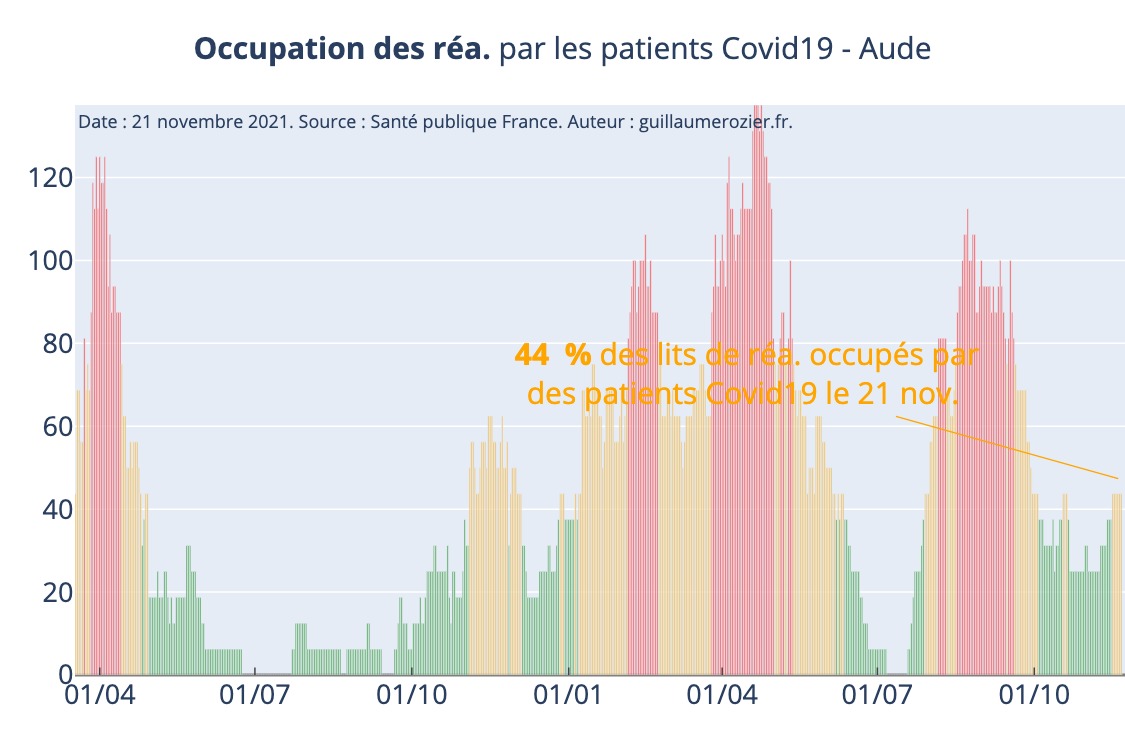 Occupation des réa. par les patients Covid19 - Aude
Date : 21 novembre 2021. Source : Santé publique France. Auteur : guillaumerozier.fr.
120
100
80
44 % des lits de réa. occupés par
des patients Covid19 le 21 nov.
60
40
20
0
01/04 01/07 01/10 01/01 01/04 01/07 01/10